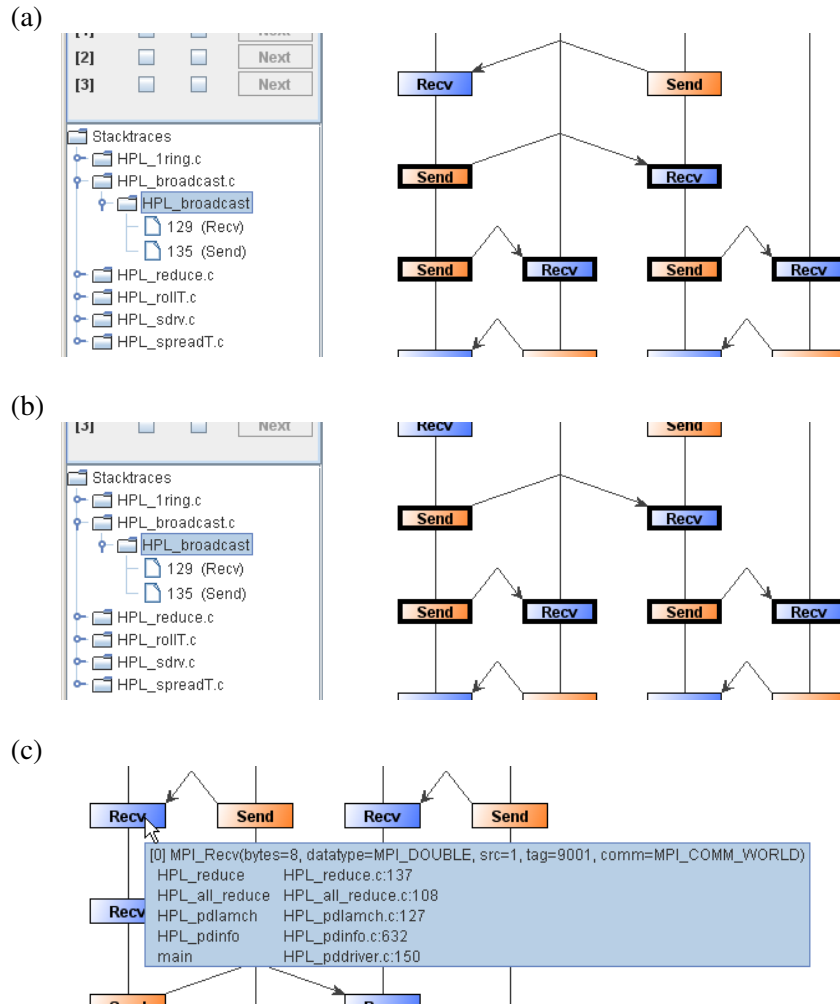 (a)
[2] Next
[3] Next
Recv Send
Stacktraces
HPL_1ring.c
HPL_broadcast.c
HPL_broadcast
129 (Recv)
135 (Send)
HPL_reduce.c
HPL_rollT.c
HPL_sdrv.c
HPL_spreadT.c
Send Recv
Send Recv Send Recv
(b)
[3] Next
Recv Send
Stacktraces
HPL_1ring.c
HPL_broadcast.c
HPL_broadcast
129 (Recv)
135 (Send)
HPL_reduce.c
HPL_rollT.c
HPL_sdrv.c
HPL_spreadT.c
Send Recv
Send Recv Send Recv
(c)
Recv Send Recv Send
[0] MPI_Recv(bytes=8, datatype=MPI_DOUBLE, src=1, tag=9001, comm=MPI_COMM_WORLD)
HPL_reduce HPL_reduce.c:137
HPL_all_reduce HPL_all_reduce.c:108
Recv
HPL_pdlamch HPL_pdlamch.c:127
HPL_pdinfo HPL_pdinfo.c:632
main HPL_pddriver.c:150